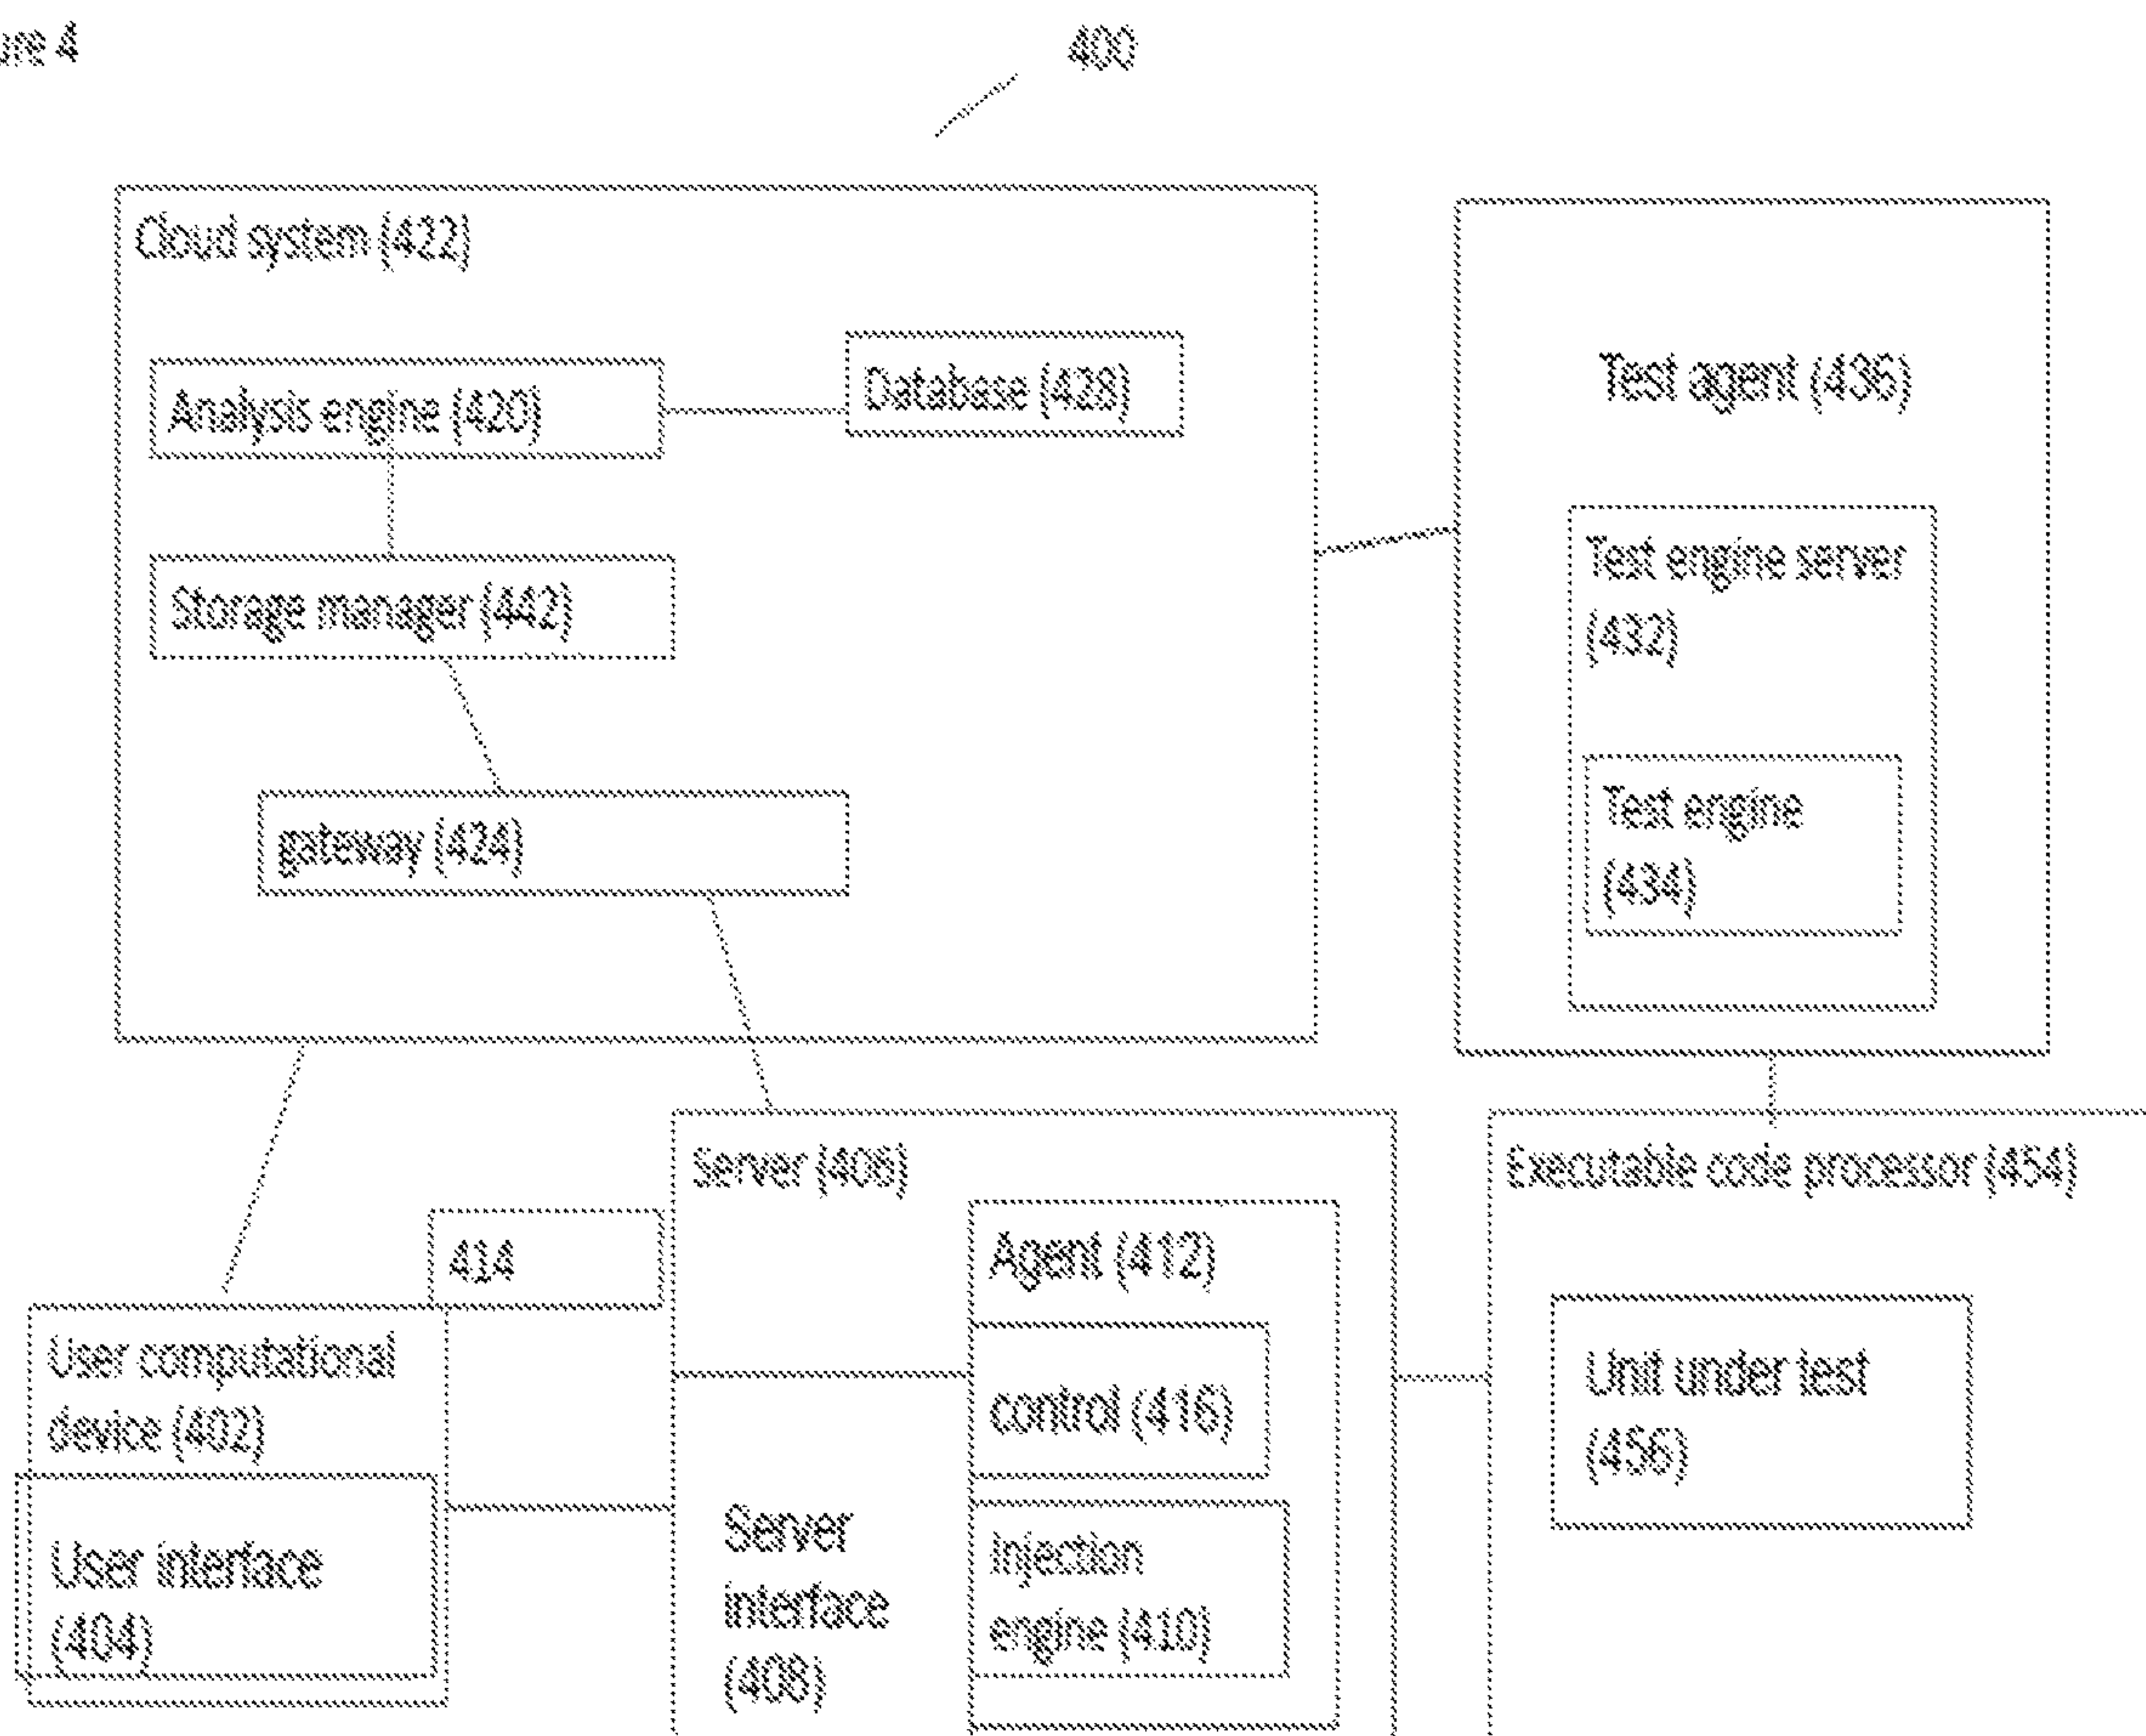 ure 4
400
Cloud system (422)
Analysis engine (420)
Database (428)
Storage manager (442)
gateway (424)
Test agent (436)
Test engine server
(432)
Test engine
(434)
Server (406)
Agent (412)
control (416)
Injection
engine (410)
Server
interface
(408)
414
User computational
device (402)
User interface
(404)
Executable code processor (454)
Unit under test
(456)